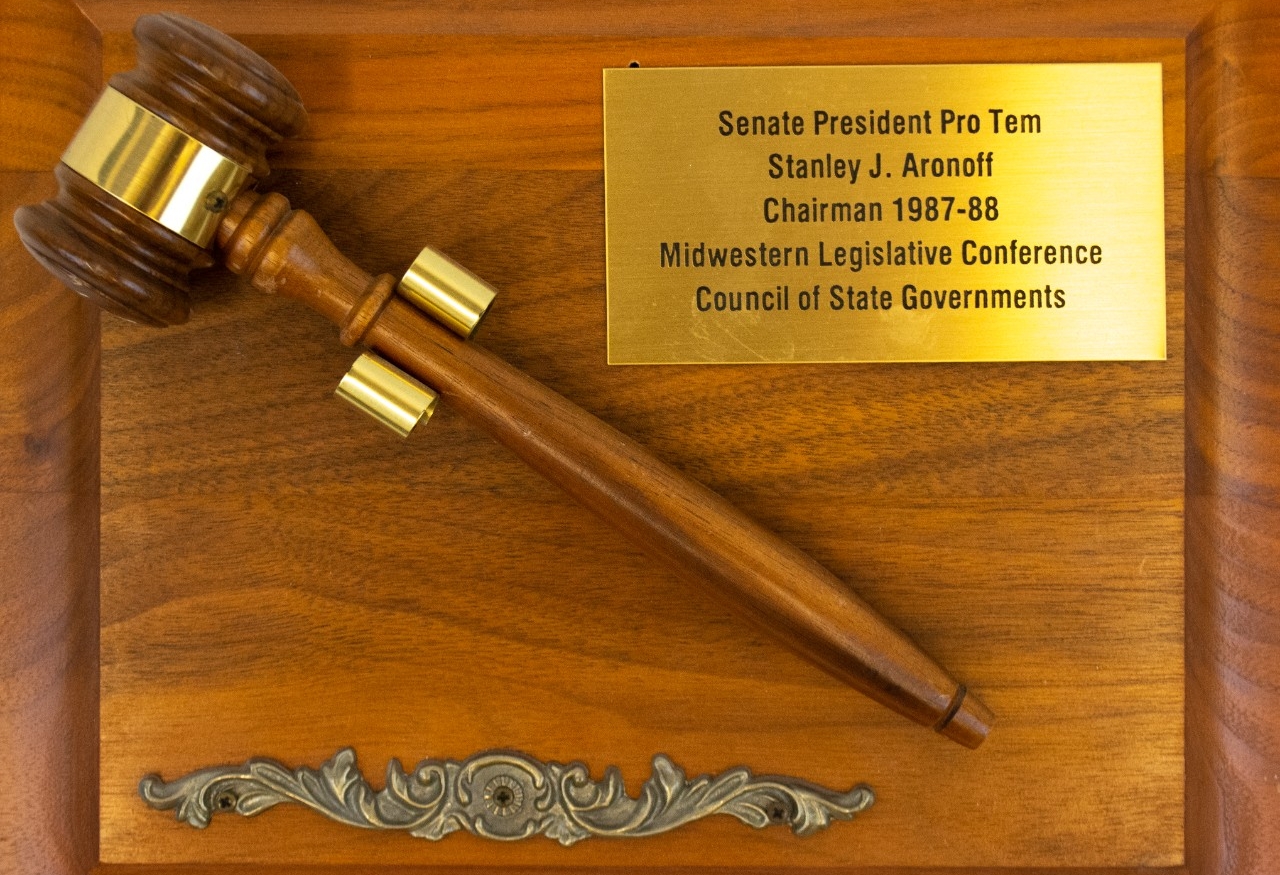 Senate President Pro Tem
Stanley J. Aronoff
Chairman 1987-88
Midwestern Legislative Conference
Council of State Governments